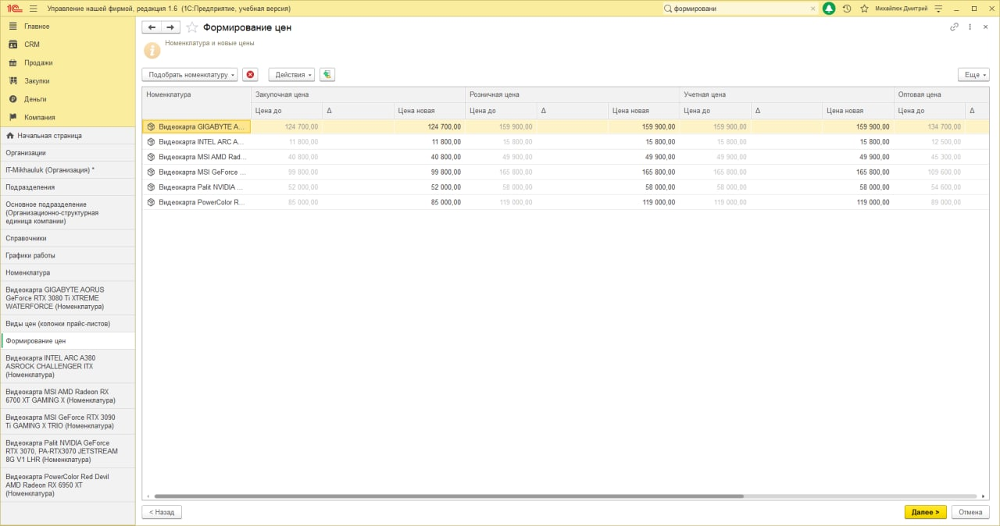 1С Управление нашей фирмой, редакция 1.6 (1С:Предприятие, учебная версия)
формировани
Михайлюк Дмитрий
Главное
CRM
Продажи
Закупки
Деньги
Компания
Начальная страница
Организации
IT-Mikhauluk (Организация) *
Подразделения
Основное подразделение
(Организационно-структурная
единица компании)
Справочники
Графики работы
Номенклатура
Видеокарта GIGABYTE AORUS
GeForce RTX 3080 Ti XTREME
WATERFORCE (Номенклатура)
Виды цен (колонки прайс-листов)
Формирование цен
Видеокарта INTEL ARC A380
ASROCK CHALLENGER ITX
(Номенклатура)
Видеокарта MSI AMD Radeon RX
6700 XT GAMING X (Номенклатура)
Видеокарта MSI GeForce RTX 3090
Ti GAMING X TRIO (Номенклатура)
Видеокарта Palit NVIDIA GeForce
RTX 3070, PA-RTX3070 JETSTREAM
8G V1 LHR (Номенклатура)
Видеокарта PowerColor Red Devil
AMD Radeon RX 6950 XT
(Номенклатура)
Формирование цен
Номенклатура и новые цены
Подобрать номенклатуру Действия Еще
Номенклатура Закупочная цена Розничная цена Учетная цена Оптовая цена
Цена до Δ Цена новая Цена до Δ Цена новая Цена до Δ Цена новая Цена до Δ
Видеокарта GIGABYTE A... 124 700,00 124 700,00 159 900,00 159 900,00 159 900,00 159 900,00 134 700,00
Видеокарта INTEL ARC A... 11 800,00 11 800,00 15 800,00 15 800,00 15 800,00 15 800,00 12 500,00
Видеокарта MSI AMD Rad... 40 800,00 40 800,00 49 900,00 49 900,00 49 900,00 49 900,00 45 300,00
Видеокарта MSI GeForce ... 99 800,00 99 800,00 165 800,00 165 800,00 165 800,00 165 800,00 109 600,00
Видеокарта Palit NVIDIA ... 52 000,00 52 000,00 58 000,00 58 000,00 58 000,00 58 000,00 54 600,00
Видеокарта PowerColor R... 85 000,00 85 000,00 119 000,00 119 000,00 119 000,00 119 000,00 89 000,00
< Назад Далее > Отмена